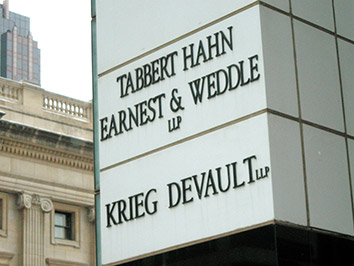 TABBERT HAHN
EARNEST & WEDDLE
LLP
KRIEG DEVAULT LLP